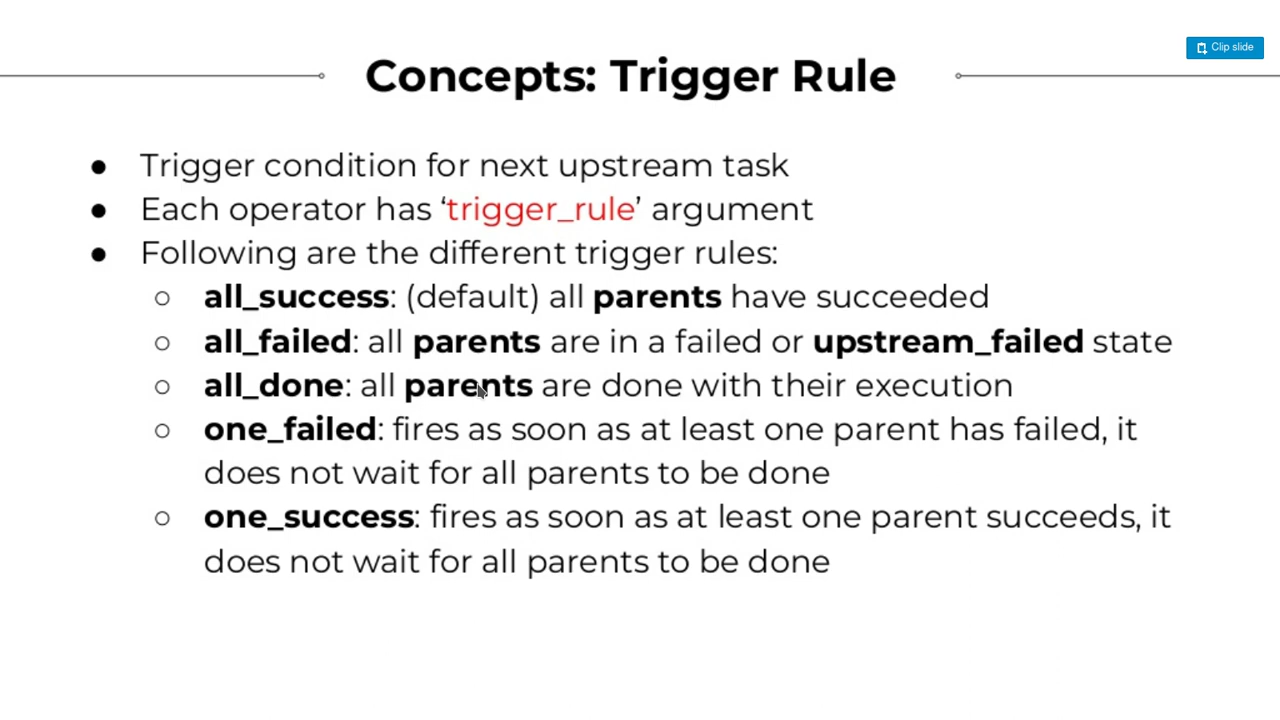 Clip slide
Concepts: Trigger Rule
● Trigger condition for next upstream task
● Each operator has ‘trigger_rule’ argument
● Following are the different trigger rules:
○ all_success: (default) all parents have succeeded
○ all_failed: all parents are in a failed or upstream_failed state
○ all_done: all parents are done with their execution
○ one_failed: fires as soon as at least one parent has failed, it
does not wait for all parents to be done
○ one_success: fires as soon as at least one parent succeeds, it
does not wait for all parents to be done